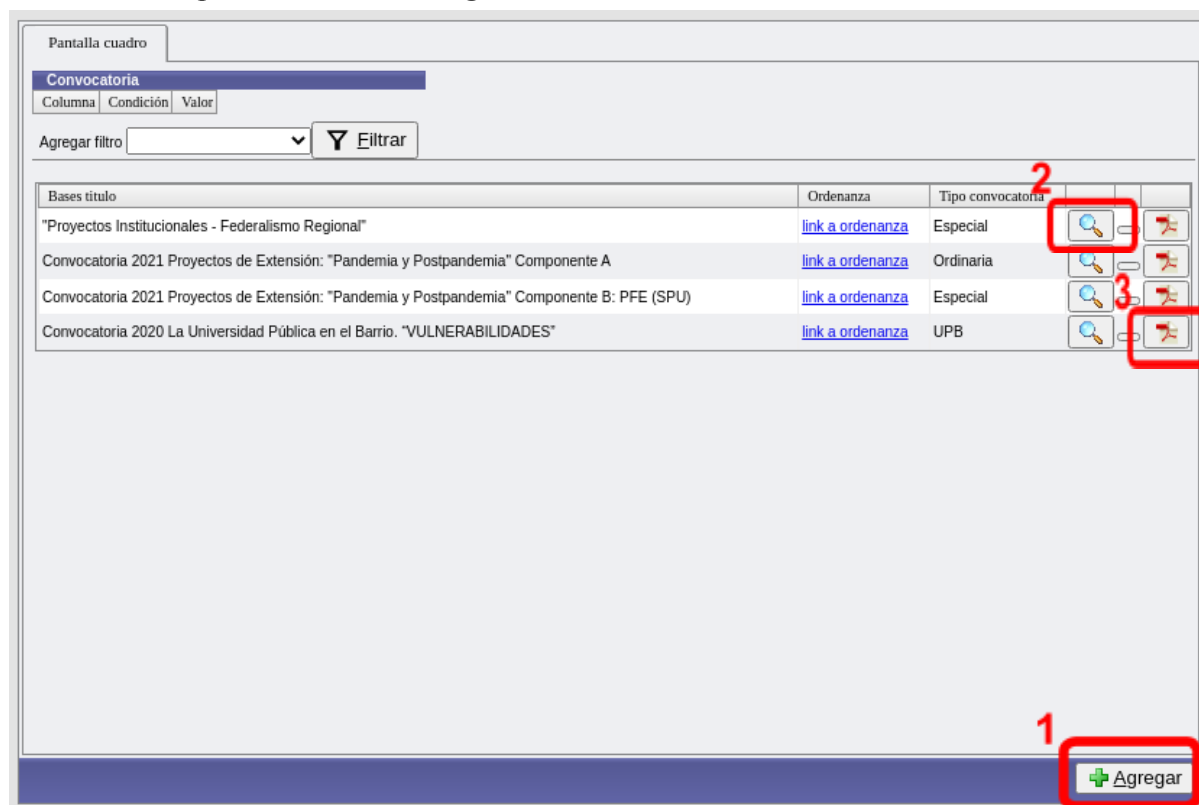 Pantalla cuadro
Convocatoria
Columna Condición Valor
Agregar filtro Filtrar
2
Bases titulo Ordenanza Tipo convocatoria
"Proyectos Institucionales - Federalismo Regional" link a ordenanza Especial
Convocatoria 2021 Proyectos de Extensión: "Pandemia y Postpandemia" Componente A link a ordenanza Ordinaria
3
Convocatoria 2021 Proyectos de Extensión: "Pandemia y Postpandemia" Componente B: PFE (SPU) link a ordenanza Especial
Convocatoria 2020 La Universidad Pública en el Barrio. “VULNERABILIDADES” link a ordenanza UPB
1
Agregar